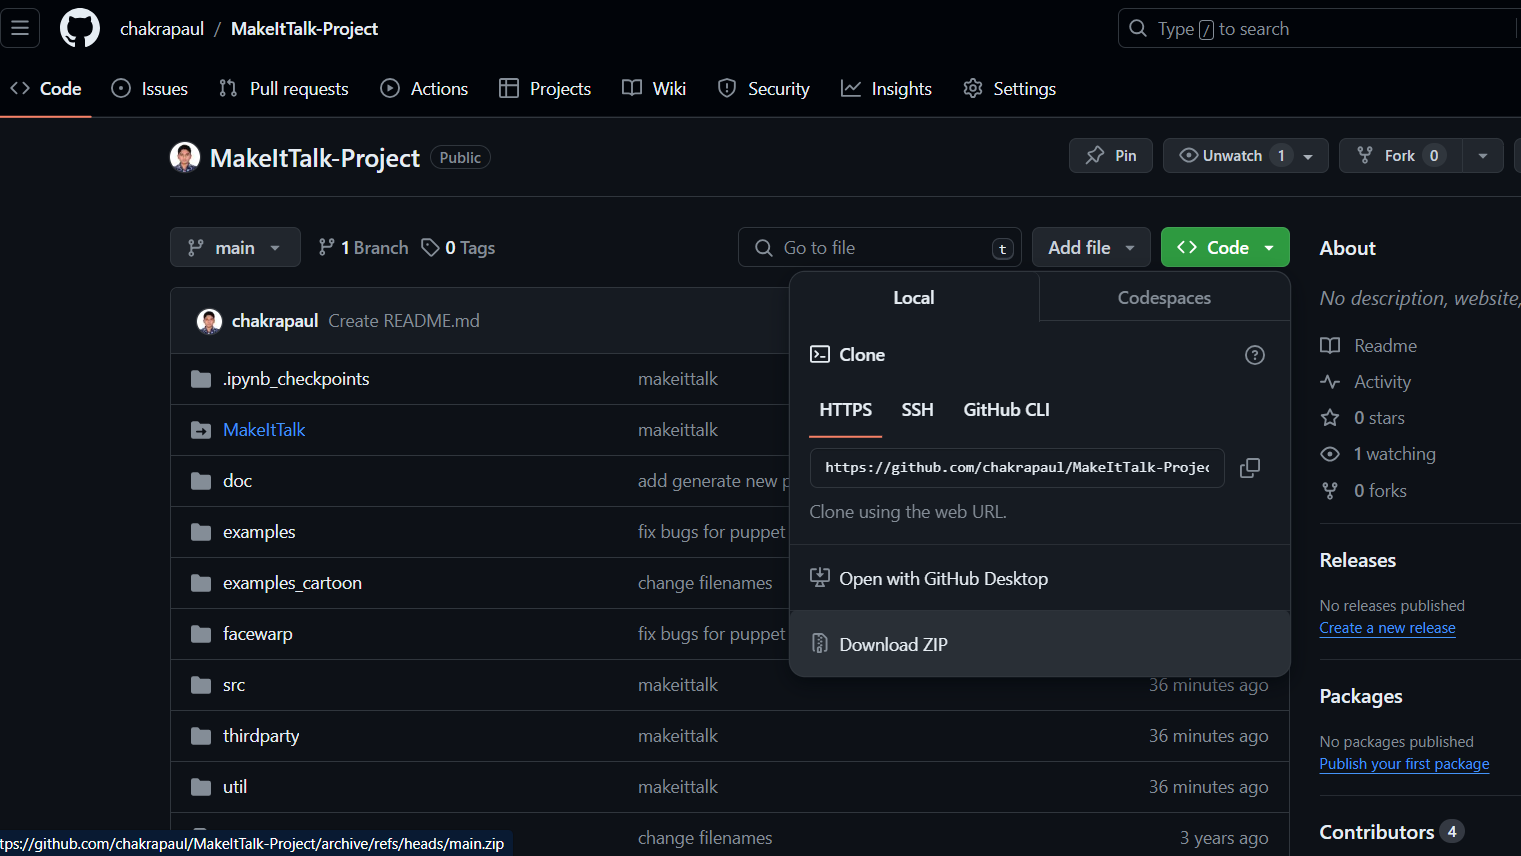 chakrapaul / MakeItTalk-Project
Type / to search
Code Issues Pull requests Actions Projects Wiki Security Insights Settings
MakeItTalk-Project Public
Pin Unwatch 1 Fork 0
main 1 Branch 0 Tags
Go to file t Add file Code
About
No description, website,
Readme
Activity
0 stars
1 watching
0 forks
Releases
No releases published
Create a new release
Packages
No packages published
Publish your first package
Contributors 4
Local Codespaces
Clone
HTTPS SSH GitHub CLI
https://github.com/chakrapaul/MakeItTalk-Projec
Clone using the web URL.
Open with GitHub Desktop
Download ZIP
chakrapaul Create README.md
.ipynb_checkpoints makeittalk
MakeItTalk makeittalk
doc add generate new p
examples fix bugs for puppet
examples_cartoon change filenames
facewarp fix bugs for puppet
src makeittalk 36 minutes ago
thirdparty makeittalk 36 minutes ago
util makeittalk 36 minutes ago
change filenames 3 years ago
tps://github.com/chakrapaul/MakeItTalk-Project/archive/refs/heads/main.zip